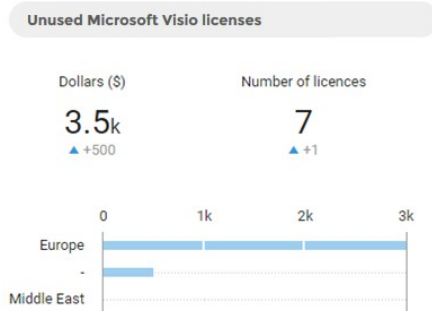 Unused Microsoft Visio licenses
Dollars ($) Number of licences
3.5k 7
▲ +500 ▲ +1
0 1k 2k 3k
Europe
-
Middle East